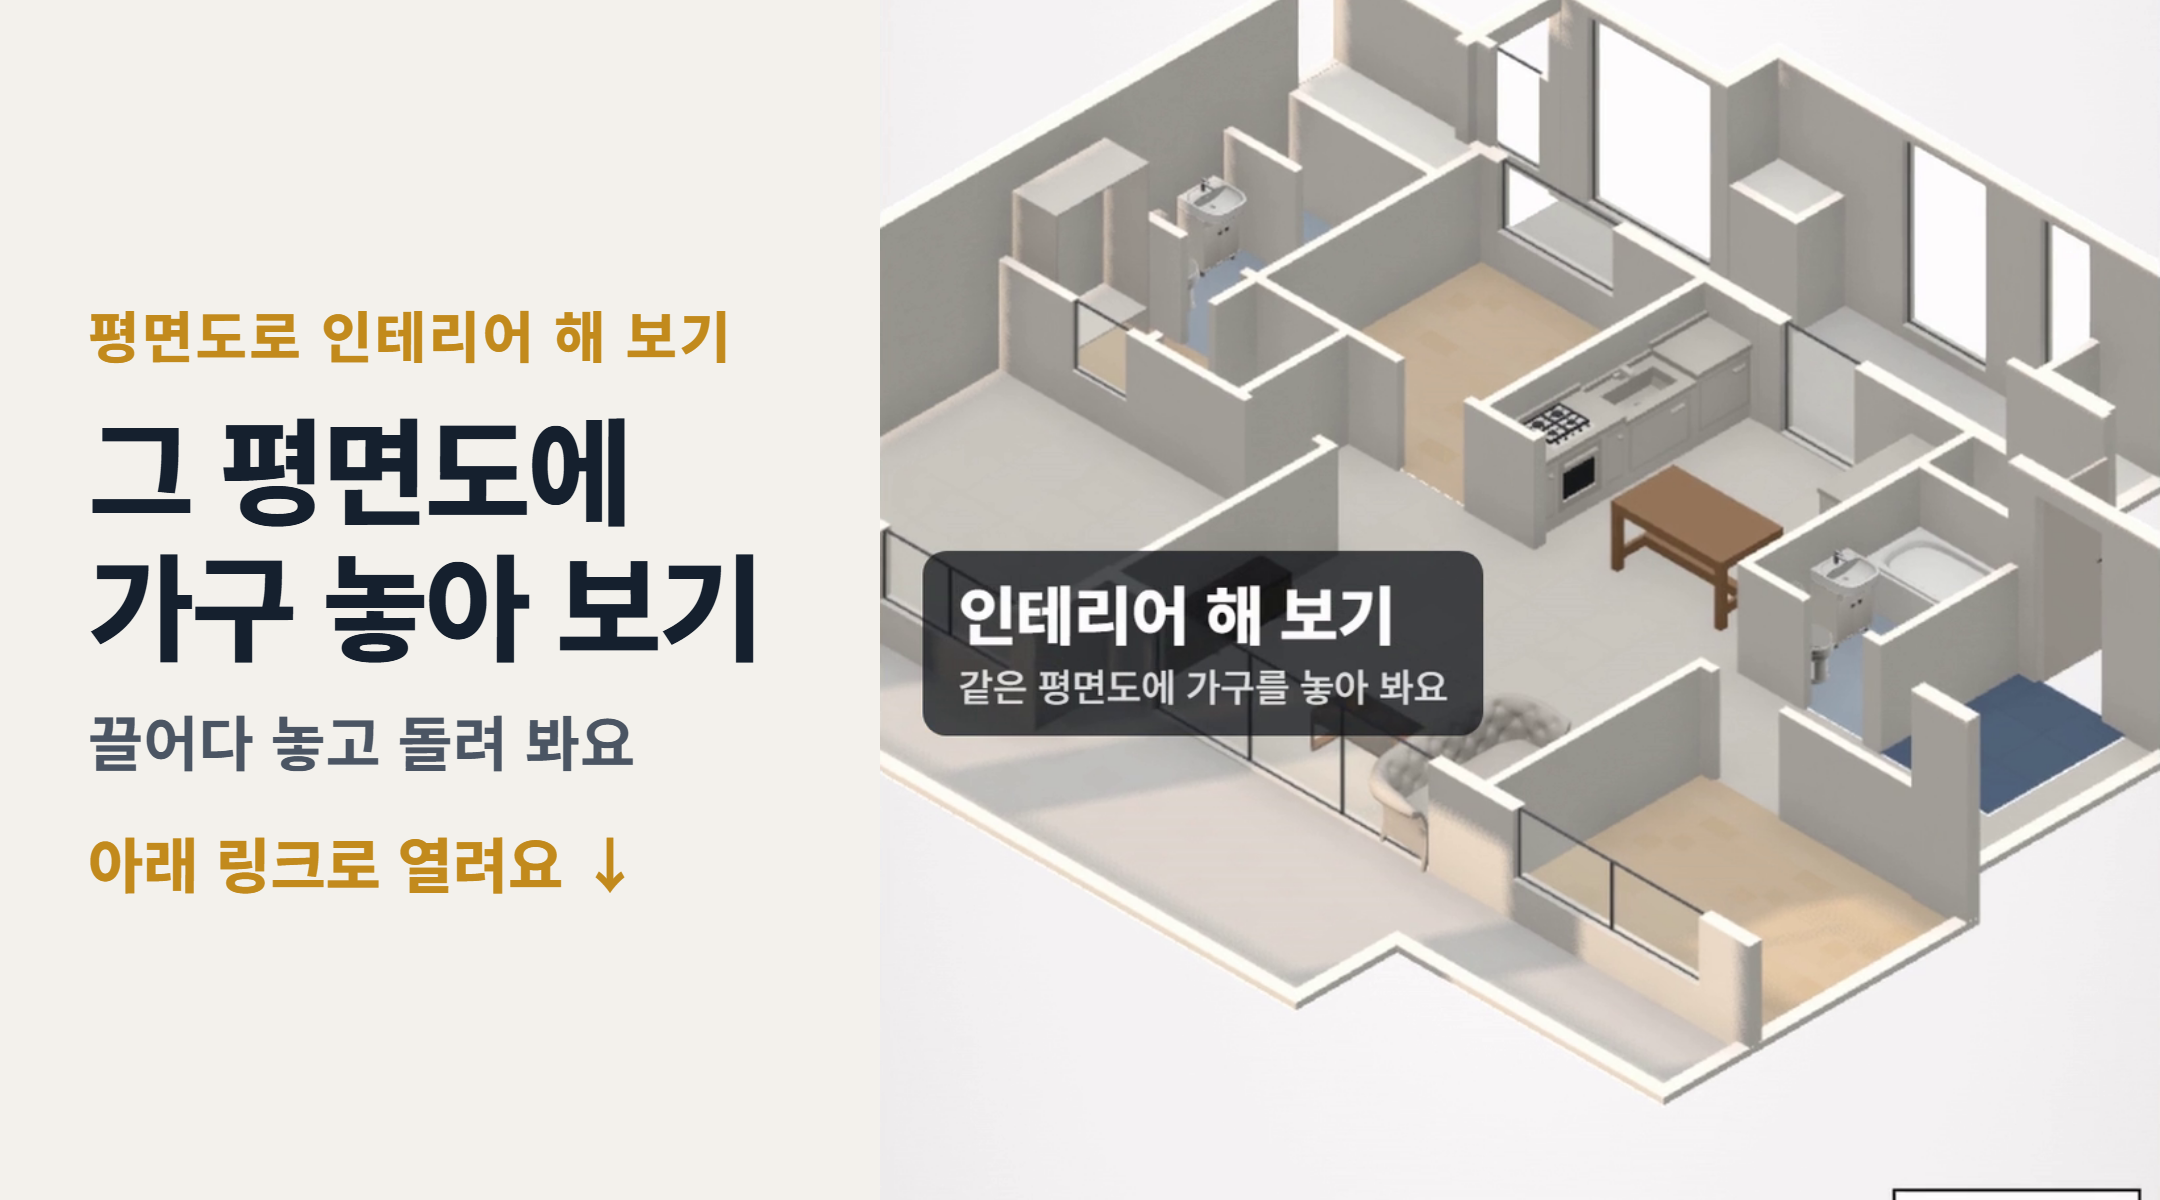 평면도로 인테리어 해 보기
그 평면도에
가구 놓아 보기
끌어다 놓고 돌려 봐요
아래 링크로 열려요 ↓
인테리어 해 보기
같은 평면도에 가구를 놓아 봐요